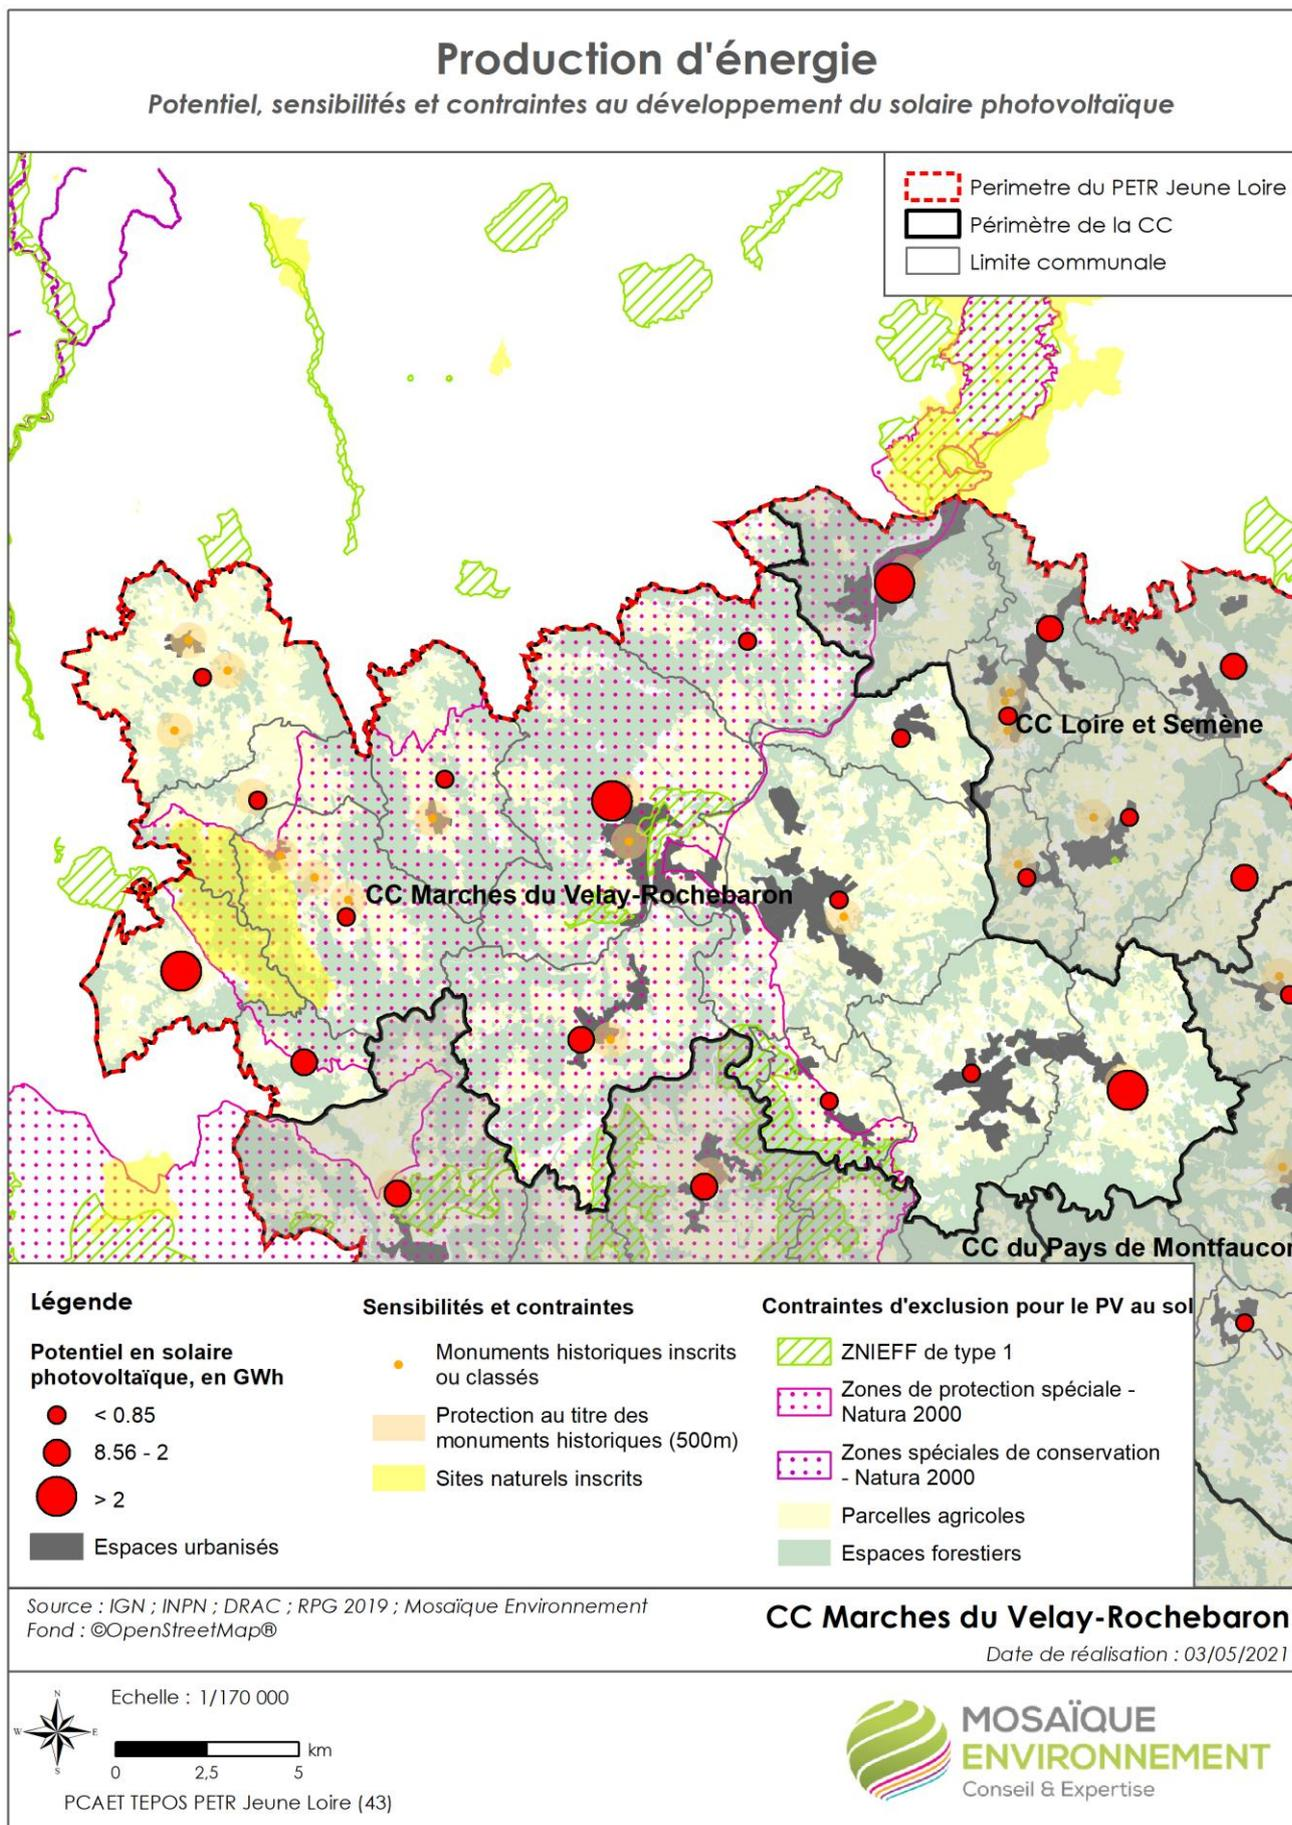 Production d'énergie
Potentiel, sensibilités et contraintes au développement du solaire photovoltaïque
Perimetre du PETR Jeune Loire
Périmètre de la CC
Limite communale
CC Loire et Semène
CC Marches du Velay-Rochebaron
CC du Pays de Montfaucon
Légende
Potentiel en solaire
photovoltaïque, en GWh
< 0.85
8.56 - 2
> 2
Espaces urbanisés
Sensibilités et contraintes
Monuments historiques inscrits
ou classés
Protection au titre des
monuments historiques (500m)
Sites naturels inscrits
Contraintes d'exclusion pour le PV au sol
ZNIEFF de type 1
Zones de protection spéciale -
Natura 2000
Zones spéciales de conservation
- Natura 2000
Parcelles agricoles
Espaces forestiers
Source : IGN ; INPN ; DRAC ; RPG 2019 ; Mosaïque Environnement
Fond : ©OpenStreetMap®
CC Marches du Velay-Rochebaron
Date de réalisation : 03/05/2021
N
W
E
S
Echelle : 1/170 000
km
0 2,5 5
PCAET TEPOS PETR Jeune Loire (43)
MOSAÏQUE
ENVIRONNEMENT
Conseil & Expertise